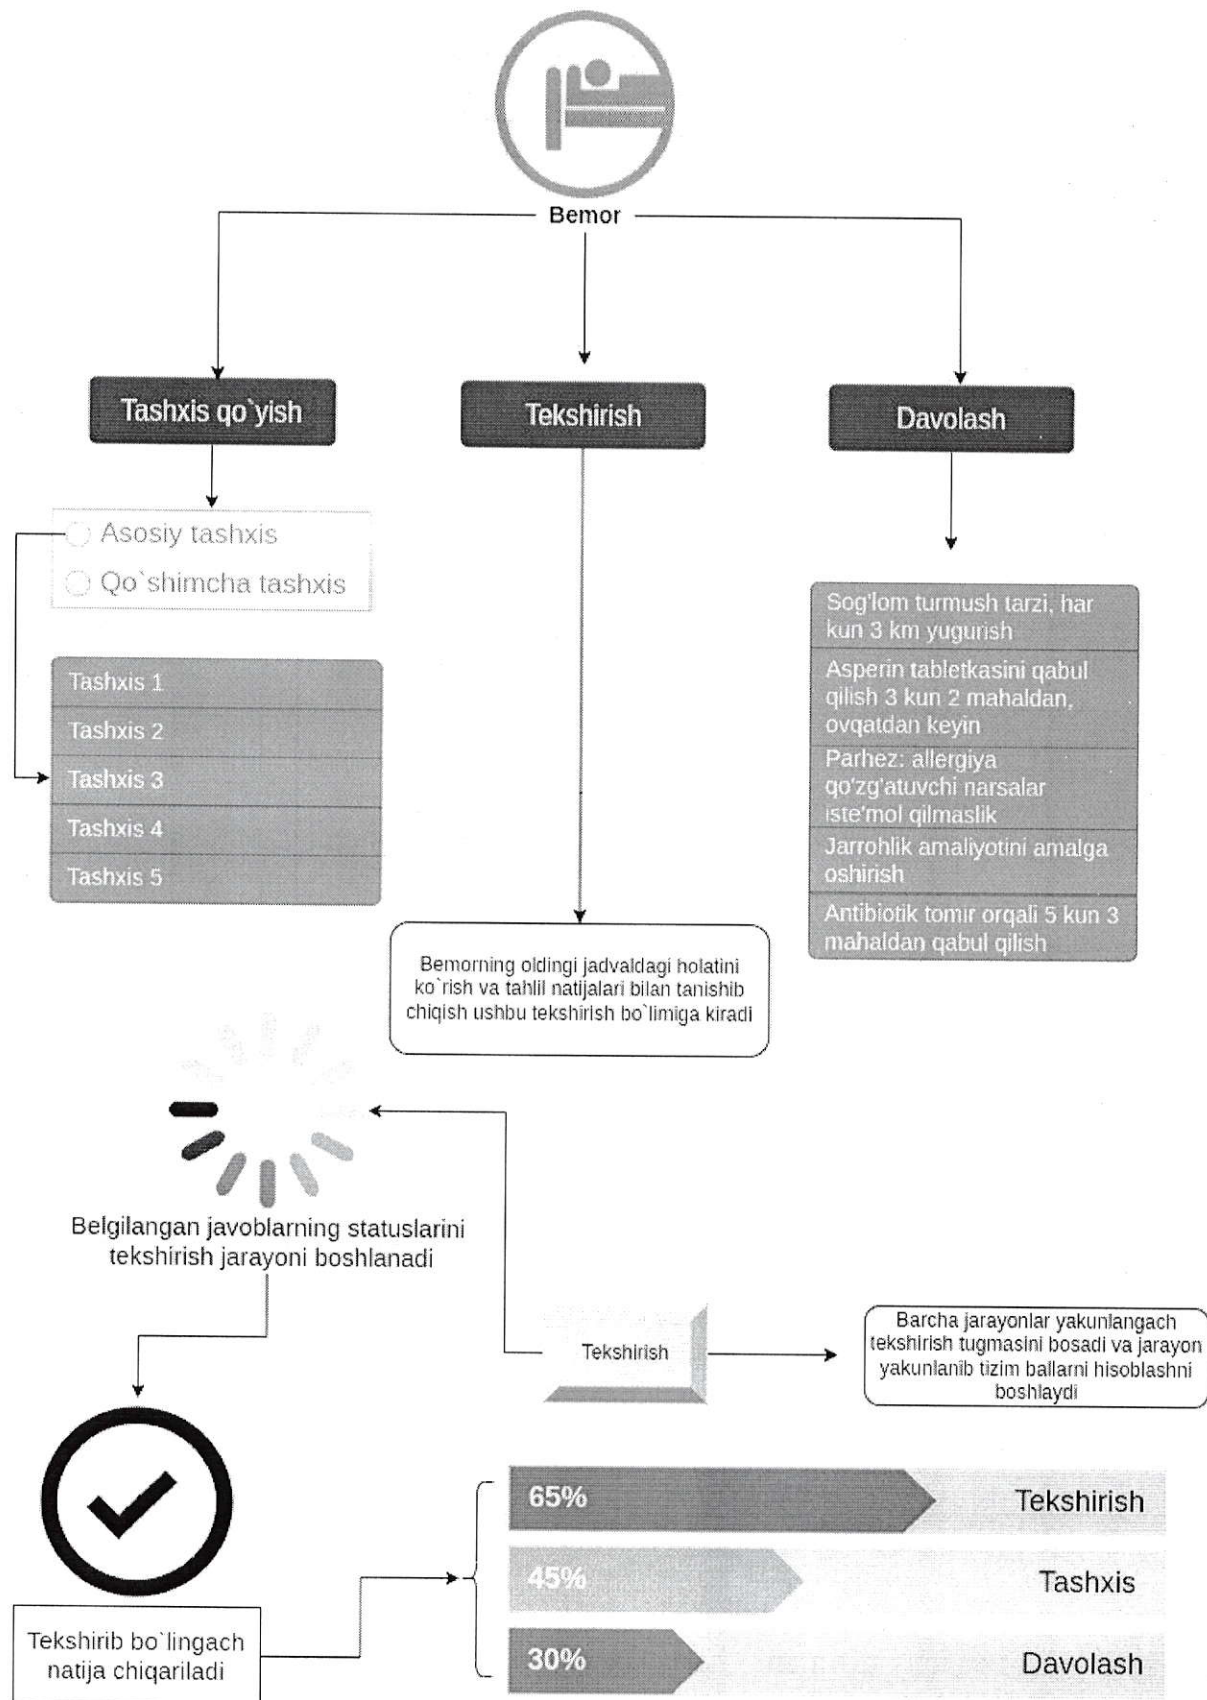 Bemor
Tashxis qo`yish
Tekshirish
Davolash
Asosiy tashxis
Qo`shimcha tashxis
Tashxis 1
Tashxis 2
Tashxis 3
Tashxis 4
Tashxis 5
Sog'lom turmush tarzi, har
kun 3 km yugurish
Asperin tabletkasini qabul
qilish 3 kun 2 mahaldan,
ovqatdan keyin
Parhez: allergiya
qo'zg'atuvchi narsalar
iste'mol qilmaslik
Jarrohlik amaliyotini amalga
oshirish
Antibiotik tomir orqali 5 kun 3
mahaldan qabul qilish
Bemorning oldingi jadvaldagi holatini
ko`rish va tahlil natijalari bilan tanishib
chiqish ushbu tekshirish bo`limiga kiradi
Belgilangan javoblarning statuslarini
tekshirish jarayoni boshlanadi
Tekshirish
Barcha jarayonlar yakunlangach
tekshirish tugmasini bosadi va jarayon
yakunlanib tizim ballarni hisoblashni
boshlaydi
Tekshirib bo`lingach
natija chiqariladi
65% Tekshirish
45% Tashxis
30% Davolash